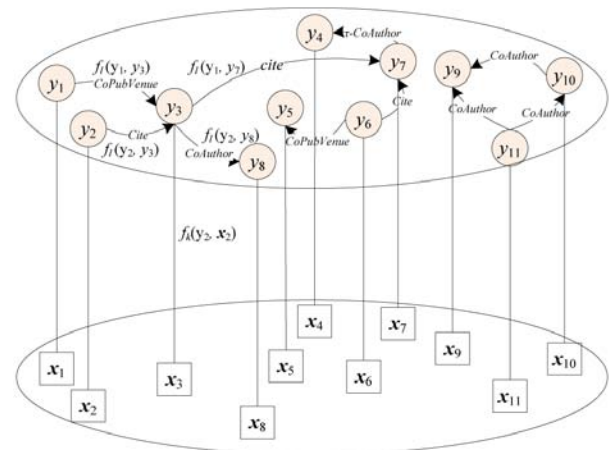 y4
τ-CoAuthor
y7
y9
CoAuthor
y10
y1
fl(y1, y3)
CoPubVenue
fl(y1, y7)
cite
y3
y5
y6
Cite
CoAuthor
CoAuthor
y2
Cite
fl(y2, y3)
fl(y2, y8)
CoAuthor
y8
CoPubVenue
y11
fk(y2, x2)
x4
x7
x9
x10
x1
x3
x5
x6
x2
x8
x11